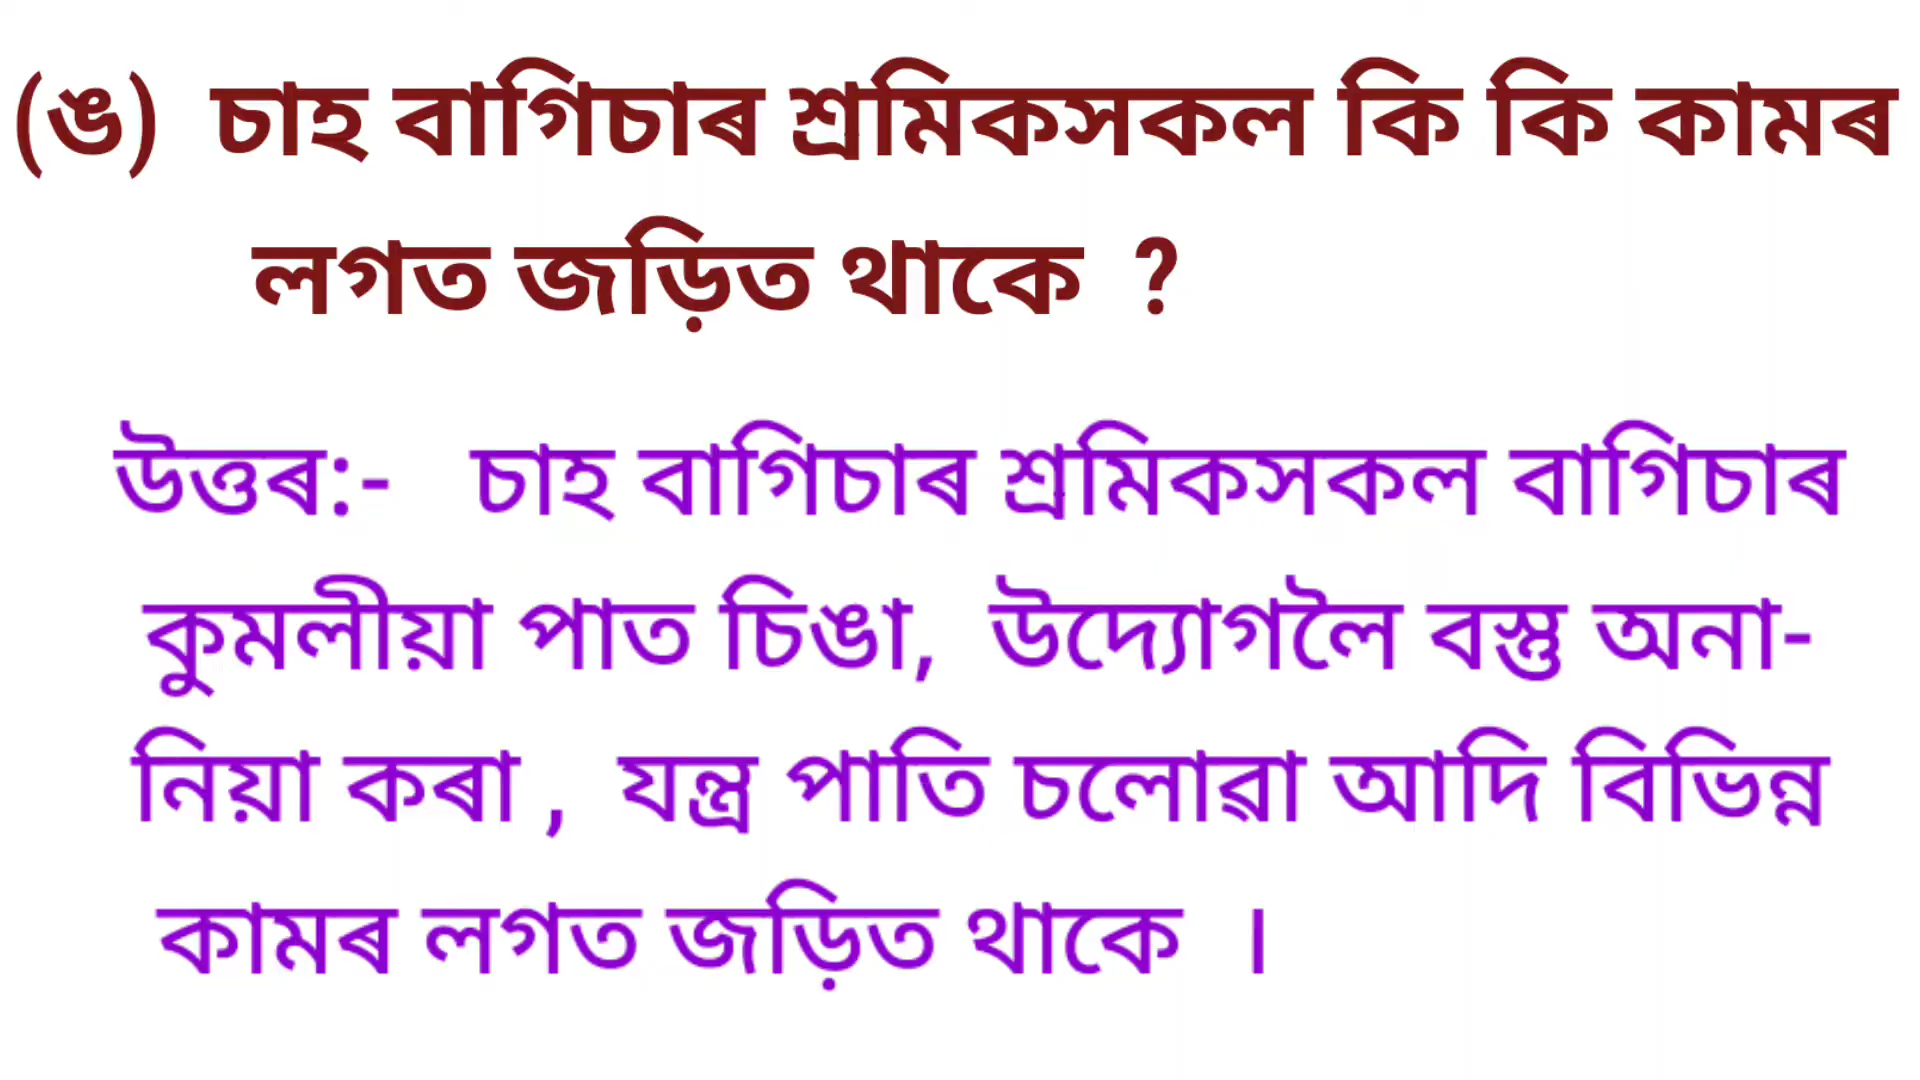 (ঙ) চাহ বাগিচাৰ শ্ৰমিকসকল কি কি কামৰ
লগত জড়িত থাকে ?
উত্তৰ:- চাহ বাগিচাৰ শ্ৰমিকসকল বাগিচাৰ
কুমলীয়া পাত চিঙা, উদ্যোগলৈ বস্তু অনা-
নিয়া কৰা , যন্ত্ৰ পাতি চলোৱা আদি বিভিন্ন
কামৰ লগত জড়িত থাকে ।